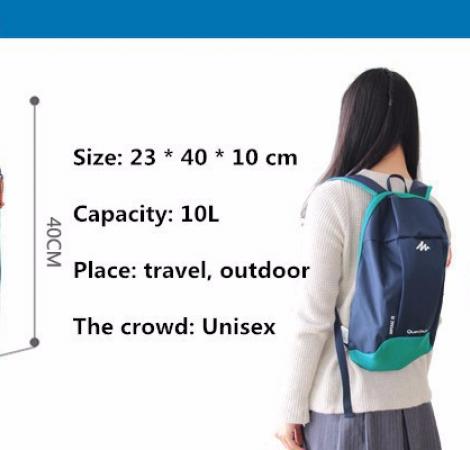 40CM
Size: 23 * 40 * 10 cm
Capacity: 10L
Place: travel, outdoor
The crowd: Unisex